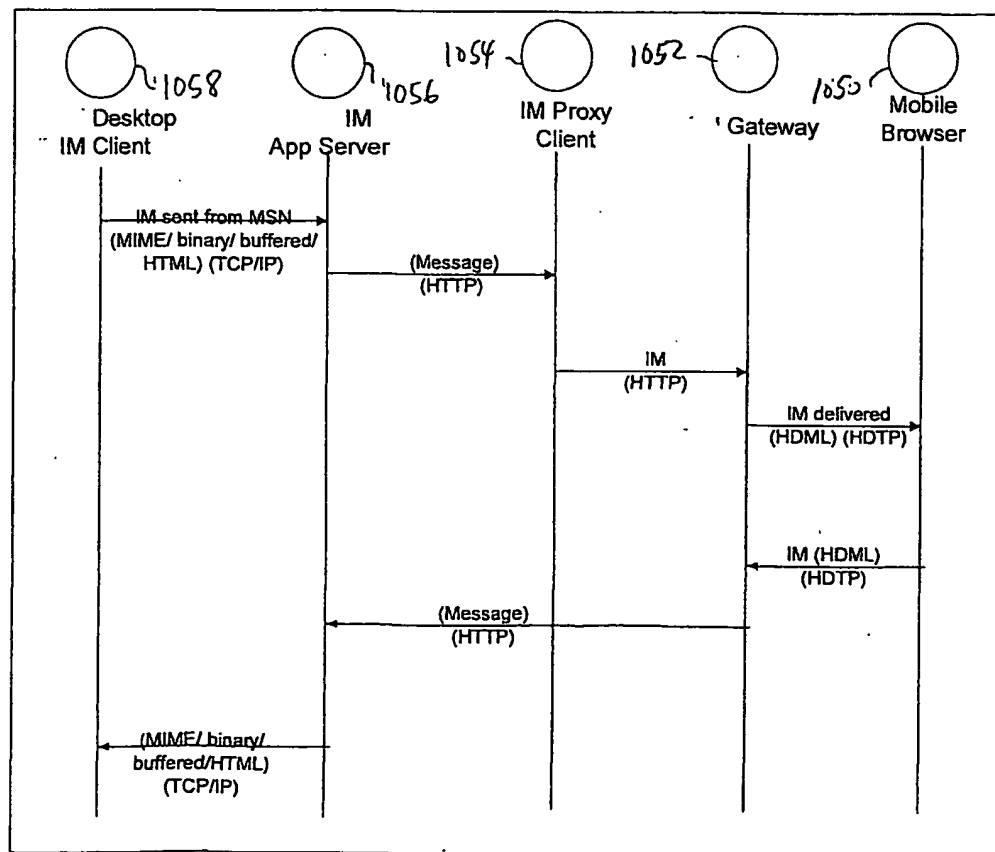 1058
1056
1054
1052
1050
Desktop
IM Client
IM
App Server
IM Proxy
Client
Gateway
Mobile
Browser
IM sent from MSN
(MIME/ binary/ buffered/
HTML) (TCP/IP)
(Message)
(HTTP)
IM
(HTTP)
IM delivered
(HDML) (HDTP)
IM (HDML)
(HDTP)
(Message)
(HTTP)
(MIME/ binary/
buffered/HTML)
(TCP/IP)